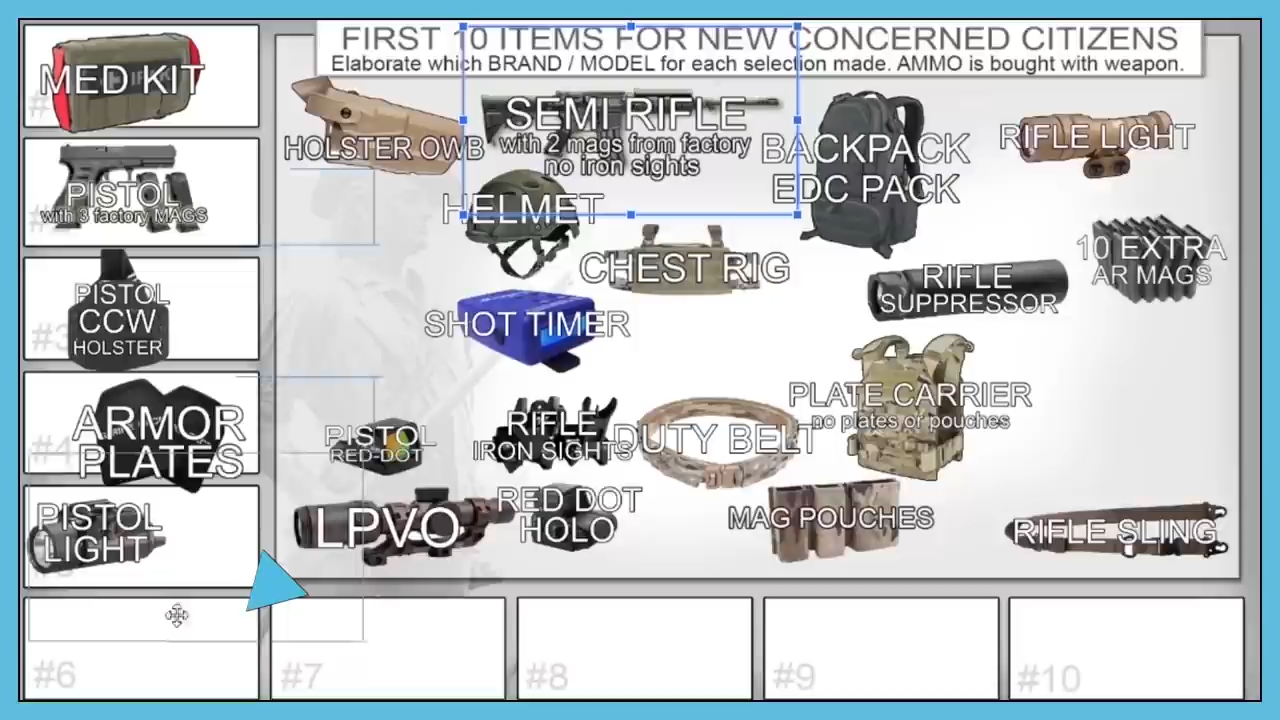 FIRST 10 ITEMS FOR NEW CONCERNED CITIZENS
Elaborate which BRAND / MODEL for each selection made. AMMO is bought with weapon.
MED KIT
PISTOL
with 3 factory MAGS
PISTOL
CCW
HOLSTER
#3
ARMOR
PLATES
#4
PISTOL
LIGHT
HOLSTER OWB
SEMI RIFLE
with 2 mags from factory
no iron sights
BACKPACK
EDC PACK
RIFLE LIGHT
HELMET
CHEST RIG
10 EXTRA
AR MAGS
RIFLE
SUPPRESSOR
SHOT TIMER
PLATE CARRIER
no plates or pouches
PISTOL
RED-DOT
RIFLE
IRON SIGHTS
DUTY BELT
LPVO
RED DOT
HOLO
MAG POUCHES
RIFLE SLING
#6
#7
#8
#9
#10